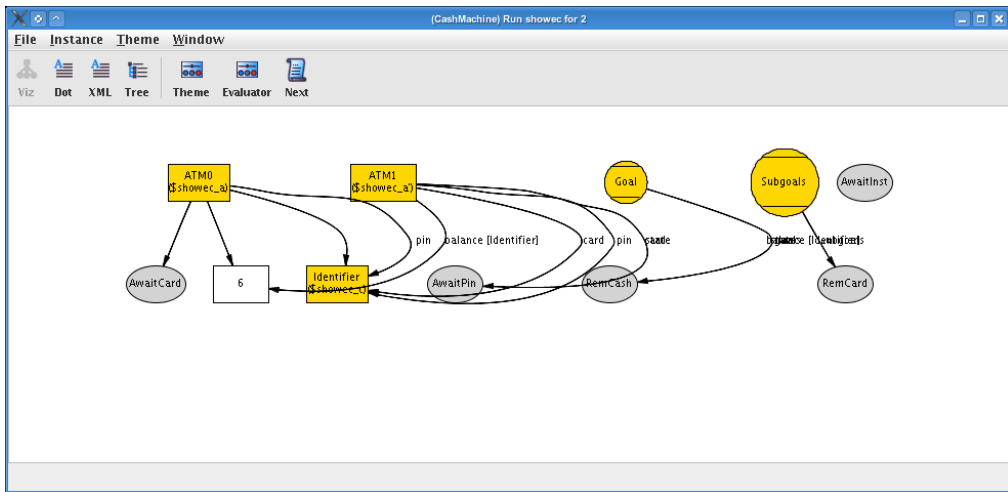 (CashMachine) Run showec for 2
File Instance Theme Window
Viz Dot XML Tree Theme Evaluator Next
ATM0
($showec_a)
ATM1
($showec_a')
Goal
Subgoals
AwaitInst
pin balance [Identifier] card pin
AwaitCard
6
Identifier
($showec_c)
AwaitPin
RemCash
RemCard